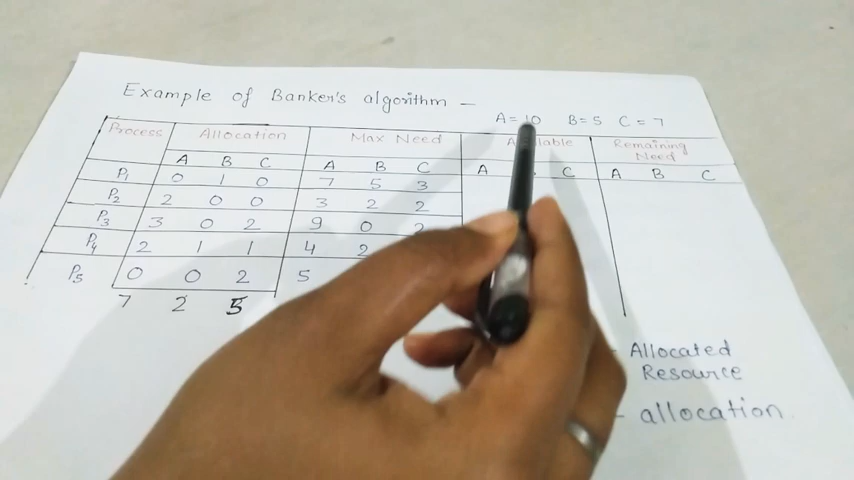 Example of Banker's algorithm —
A = 10 B = 5 C = 7
Process Allocation Max Need Remaining Need
A B C A B C A C A B C
P1 0 1 0 7 5 3
P2 2 0 0 3 2 2
P3 3 0 2 9 0 2
P4 2 1 1 4 2
P5 0 0 2 5
7 2 5
Allocated
Resource
allocation